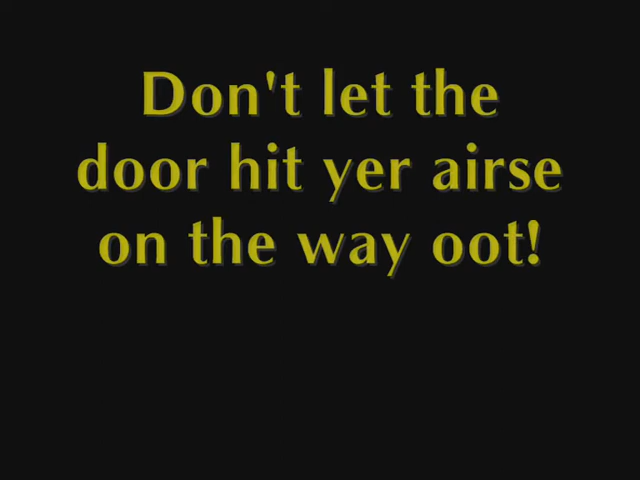 Don't let the
door hit yer airse
on the way oot!